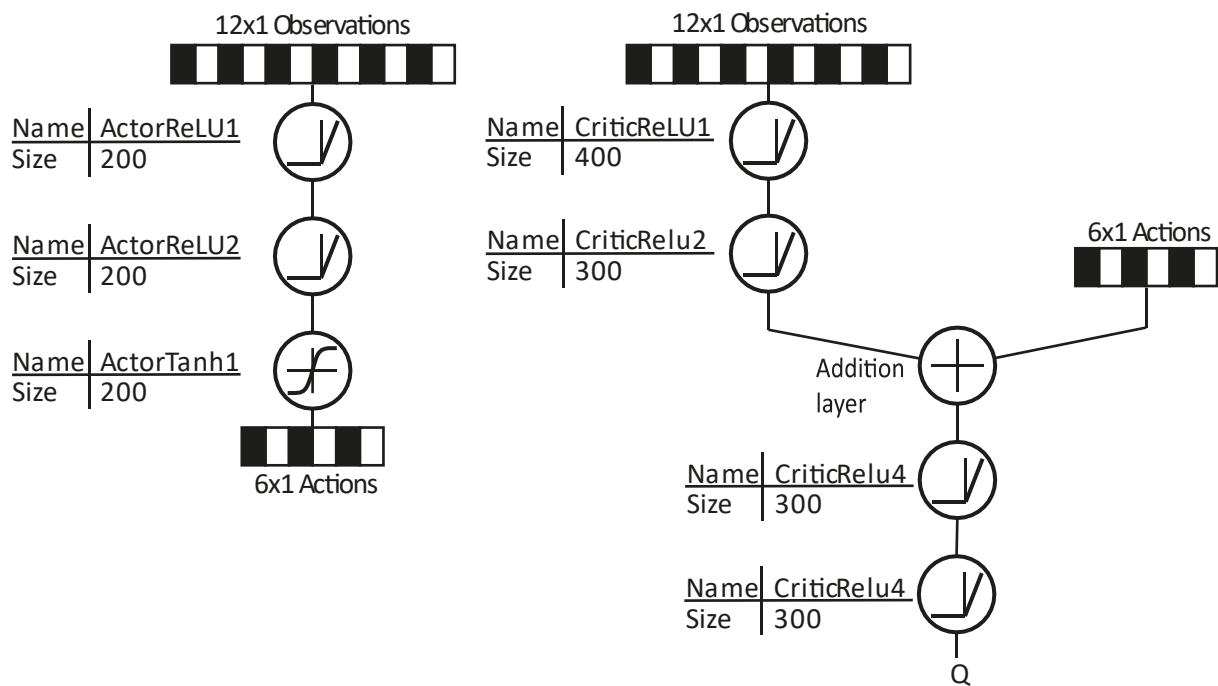 12x1 Observations
Name ActorReLU1
Size 200
Name ActorReLU2
Size 200
Name ActorTanh1
Size 200
6x1 Actions
12x1 Observations
Name CriticReLU1
Size 400
Name CriticRelu2
Size 300
6x1 Actions
Addition
layer
Name CriticRelu4
Size 300
Name CriticRelu4
Size 300
Q